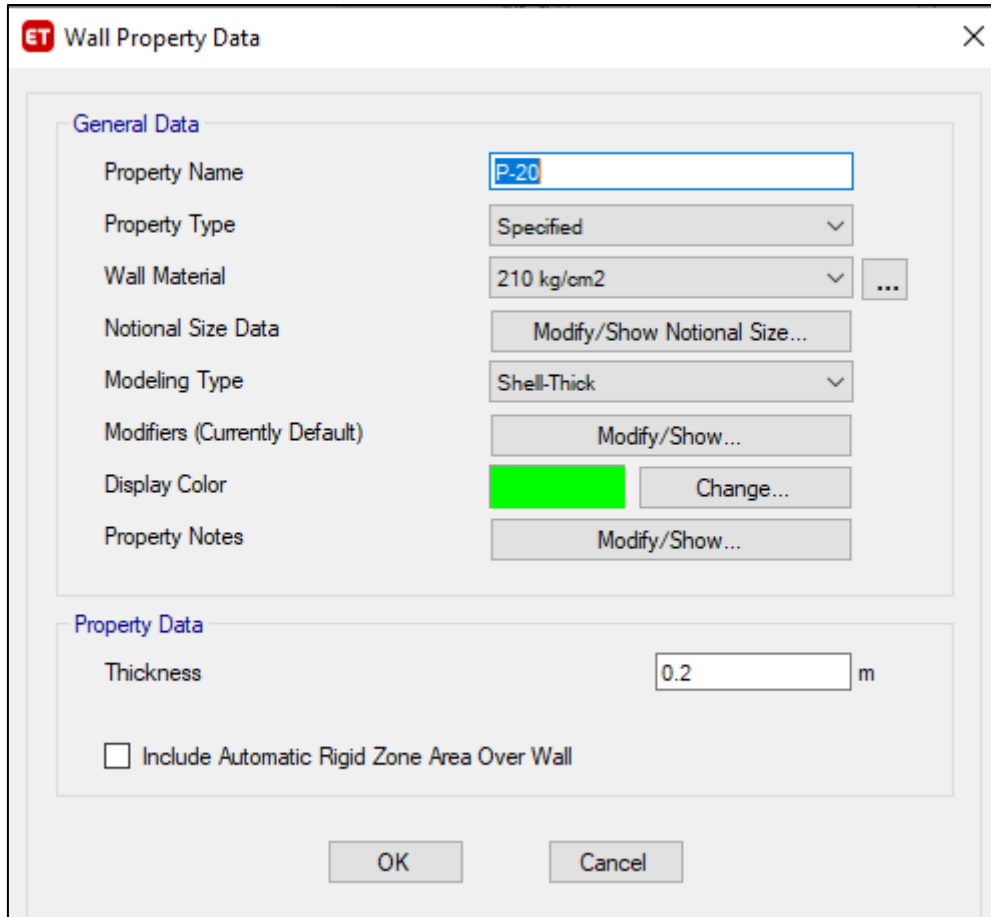 ET Wall Property Data
General Data
Property Name P-20
Property Type Specified
Wall Material 210 kg/cm2 ...
Notional Size Data Modify/Show Notional Size...
Modeling Type Shell-Thick
Modifiers (Currently Default) Modify/Show...
Display Color Change...
Property Notes Modify/Show...
Property Data
Thickness 0.2 m
Include Automatic Rigid Zone Area Over Wall
OK Cancel